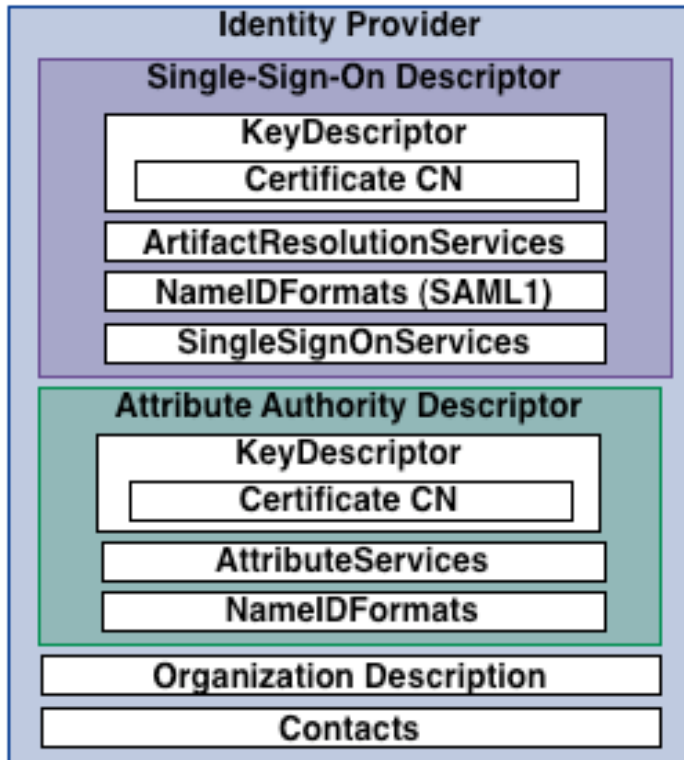 Identity Provider
Single-Sign-On Descriptor
KeyDescriptor
Certificate CN
ArtifactResolutionServices
NameIDFormats (SAML1)
SingleSignOnServices
Attribute Authority Descriptor
KeyDescriptor
Certificate CN
AttributeServices
NameIDFormats
Organization Description
Contacts